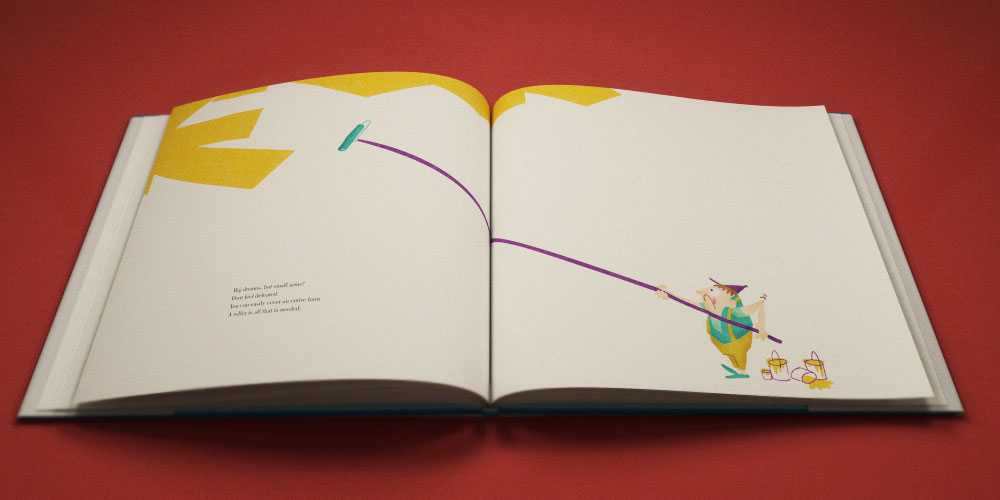 Big dreams, but small arms?
Don't feel defeated.
You can easily cover an entire barn
A roller is all that is needed.